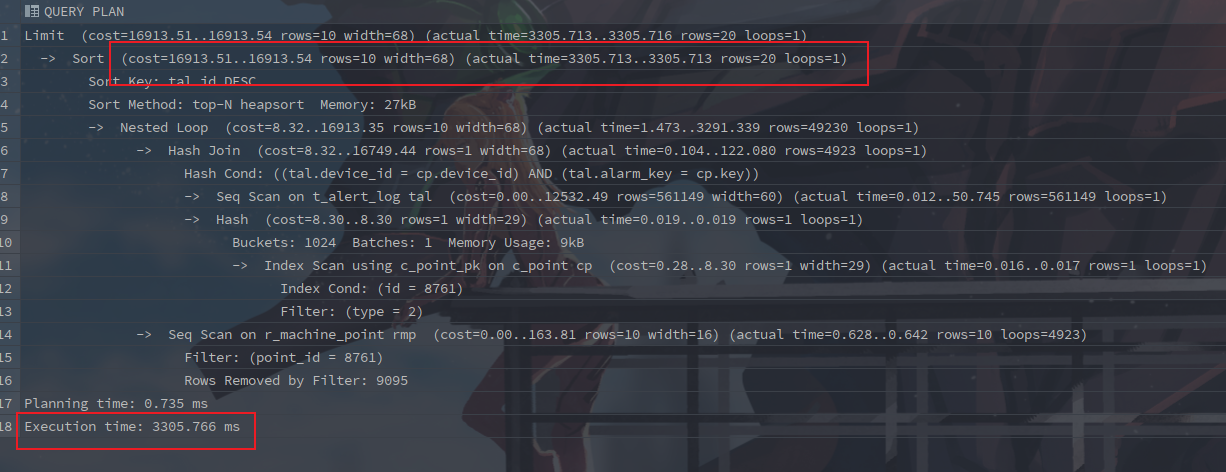 QUERY PLAN
1 Limit (cost=16913.51..16913.54 rows=10 width=68) (actual time=3305.713..3305.716 rows=20 loops=1)
2 -> Sort (cost=16913.51..16913.54 rows=10 width=68) (actual time=3305.713..3305.713 rows=20 loops=1)
3 Sort Key: tal.id DESC
4 Sort Method: top-N heapsort Memory: 27kB
5 -> Nested Loop (cost=8.32..16913.35 rows=10 width=68) (actual time=1.473..3291.339 rows=49230 loops=1)
6 -> Hash Join (cost=8.32..16749.44 rows=1 width=68) (actual time=0.104..122.080 rows=4923 loops=1)
7 Hash Cond: ((tal.device_id = cp.device_id) AND (tal.alarm_key = cp.key))
8 -> Seq Scan on t_alert_log tal (cost=0.00..12532.49 rows=561149 width=60) (actual time=0.012..50.745 rows=561149 loops=1)
9 -> Hash (cost=8.30..8.30 rows=1 width=29) (actual time=0.019..0.019 rows=1 loops=1)
10 Buckets: 1024 Batches: 1 Memory Usage: 9kB
11 -> Index Scan using c_point_pk on c_point cp (cost=0.28..8.30 rows=1 width=29) (actual time=0.016..0.017 rows=1 loops=1)
12 Index Cond: (id = 8761)
13 Filter: (type = 2)
14 -> Seq Scan on r_machine_point rmp (cost=0.00..163.81 rows=10 width=16) (actual time=0.628..0.642 rows=10 loops=4923)
15 Filter: (point_id = 8761)
16 Rows Removed by Filter: 9095
17 Planning time: 0.735 ms
18 Execution time: 3305.766 ms